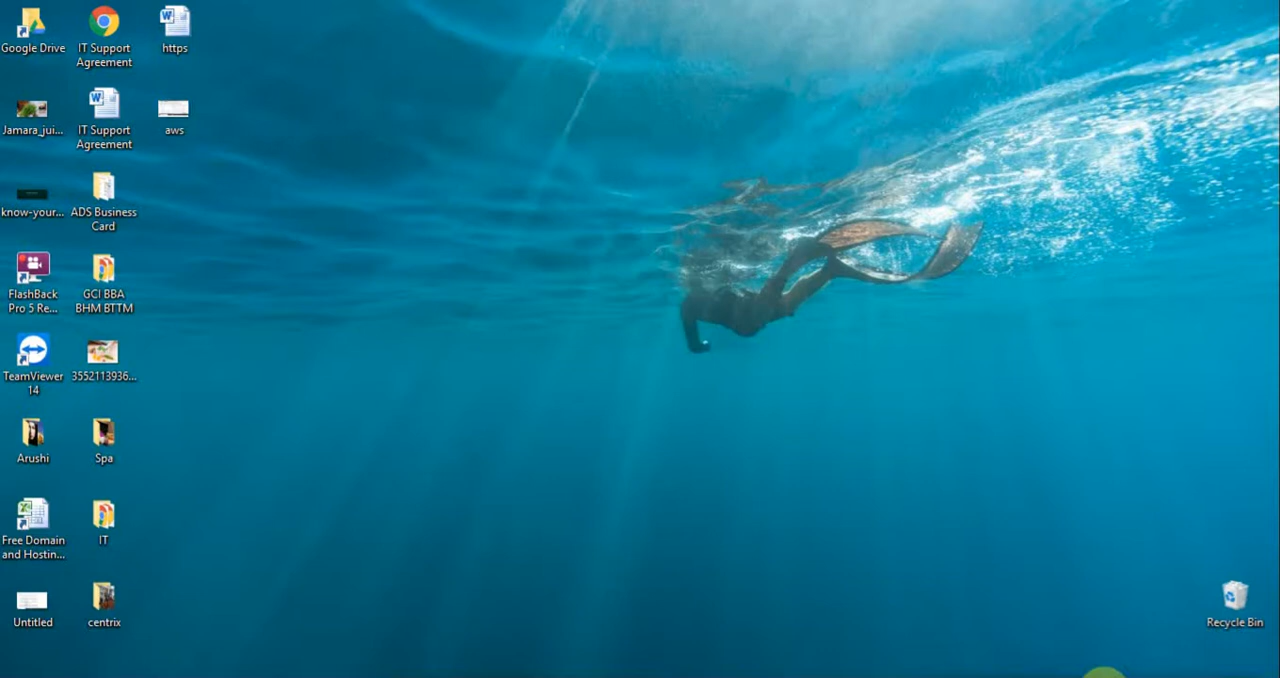 Google Drive
IT Support
Agreement
https
Jamara_jui...
IT Support
Agreement
aws
know-your...
ADS Business
Card
FlashBack
Pro 5 Re...
GCI BBA
BHM BTTM
TeamViewer
14
3552113936...
Arushi
Spa
Free Domain
and Hostin...
IT
Untitled
centrix
Recycle Bin